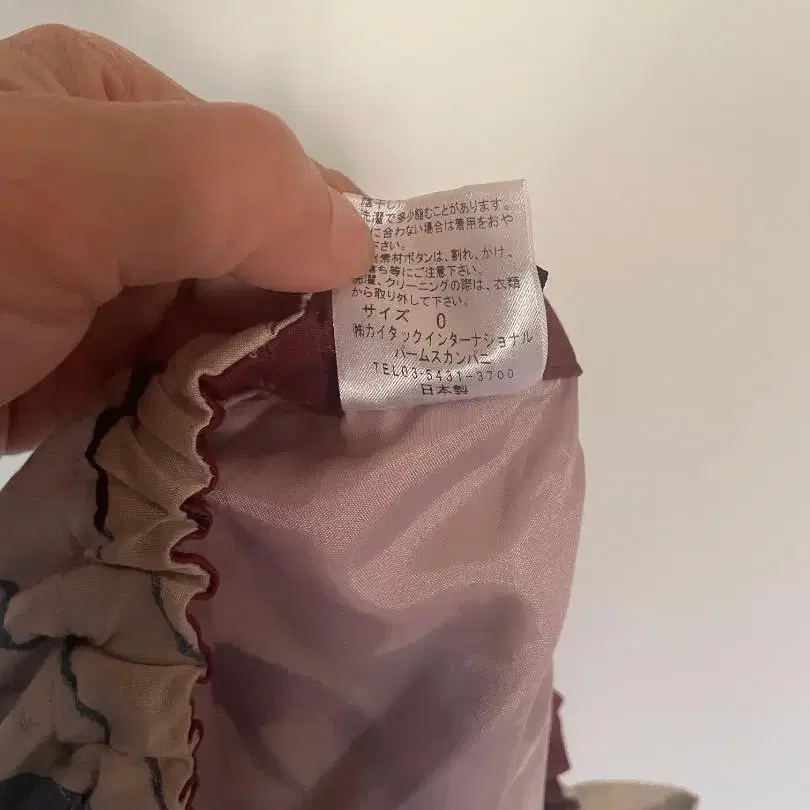 陰干し
洗濯で多少縮むことがあります。
に合わない場合は着用をおや
下さい。
素材ボタンは、割れ、かけ、
落ち等にご注意下さい。
洗濯、クリーニングの際は、衣類
から取り外して下さい。
サイズ 0
㈱カイタックインターナショナル
バームスカンパニ
TEL03-5431-3700
日本製